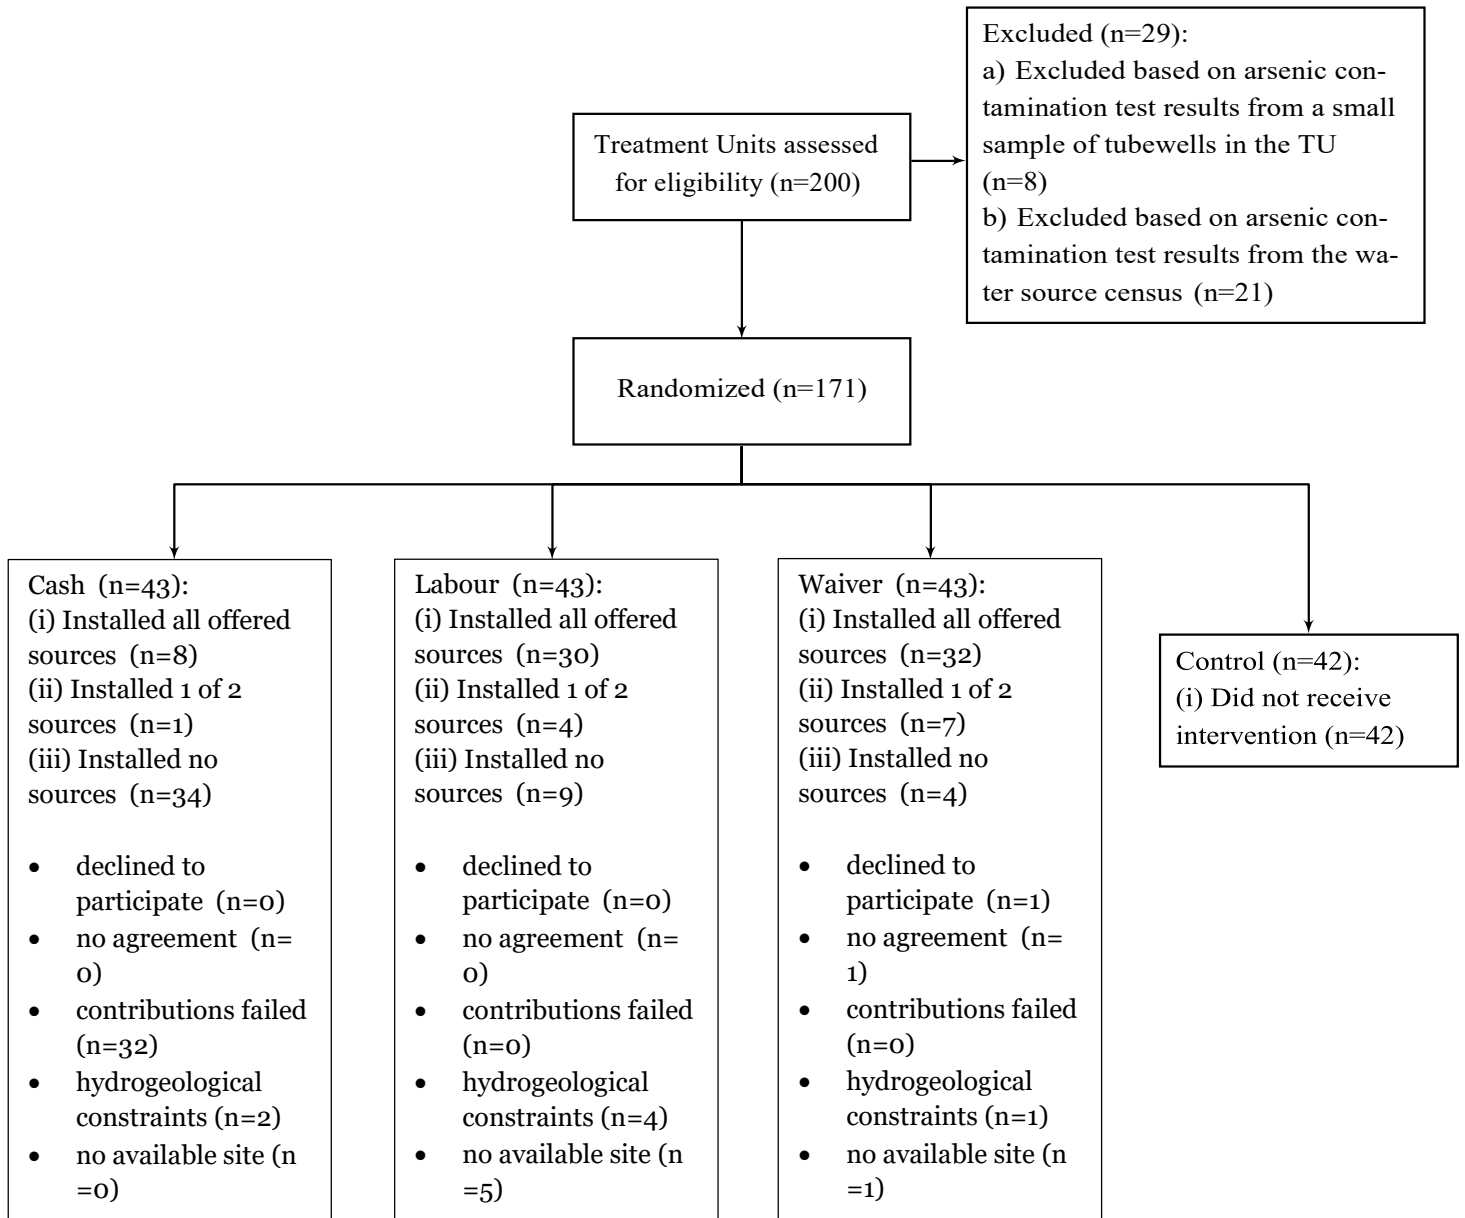 Excluded (n=29):
a) Excluded based on arsenic con-
tamination test results from a small
sample of tubewells in the TU
(n=8)
b) Excluded based on arsenic con-
tamination test results from the wa-
ter source census (n=21)
Treatment Units assessed
for eligibility (n=200)
Randomized (n=171)
Cash (n=43):
(i) Installed all offered
sources (n=8)
(ii) Installed 1 of 2
sources (n=1)
(iii) Installed no
sources (n=34)
• declined to
participate (n=0)
• no agreement (n=
0)
• contributions failed
(n=32)
• hydrogeological
constraints (n=2)
• no available site (n
=0)
Labour (n=43):
(i) Installed all offered
sources (n=30)
(ii) Installed 1 of 2
sources (n=4)
(iii) Installed no
sources (n=9)
• declined to
participate (n=0)
• no agreement (n=
0)
• contributions failed
(n=0)
• hydrogeological
constraints (n=4)
• no available site (n
=5)
Waiver (n=43):
(i) Installed all offered
sources (n=32)
(ii) Installed 1 of 2
sources (n=7)
(iii) Installed no
sources (n=4)
• declined to
participate (n=1)
• no agreement (n=
1)
• contributions failed
(n=0)
• hydrogeological
constraints (n=1)
• no available site (n
=1)
Control (n=42):
(i) Did not receive
intervention (n=42)